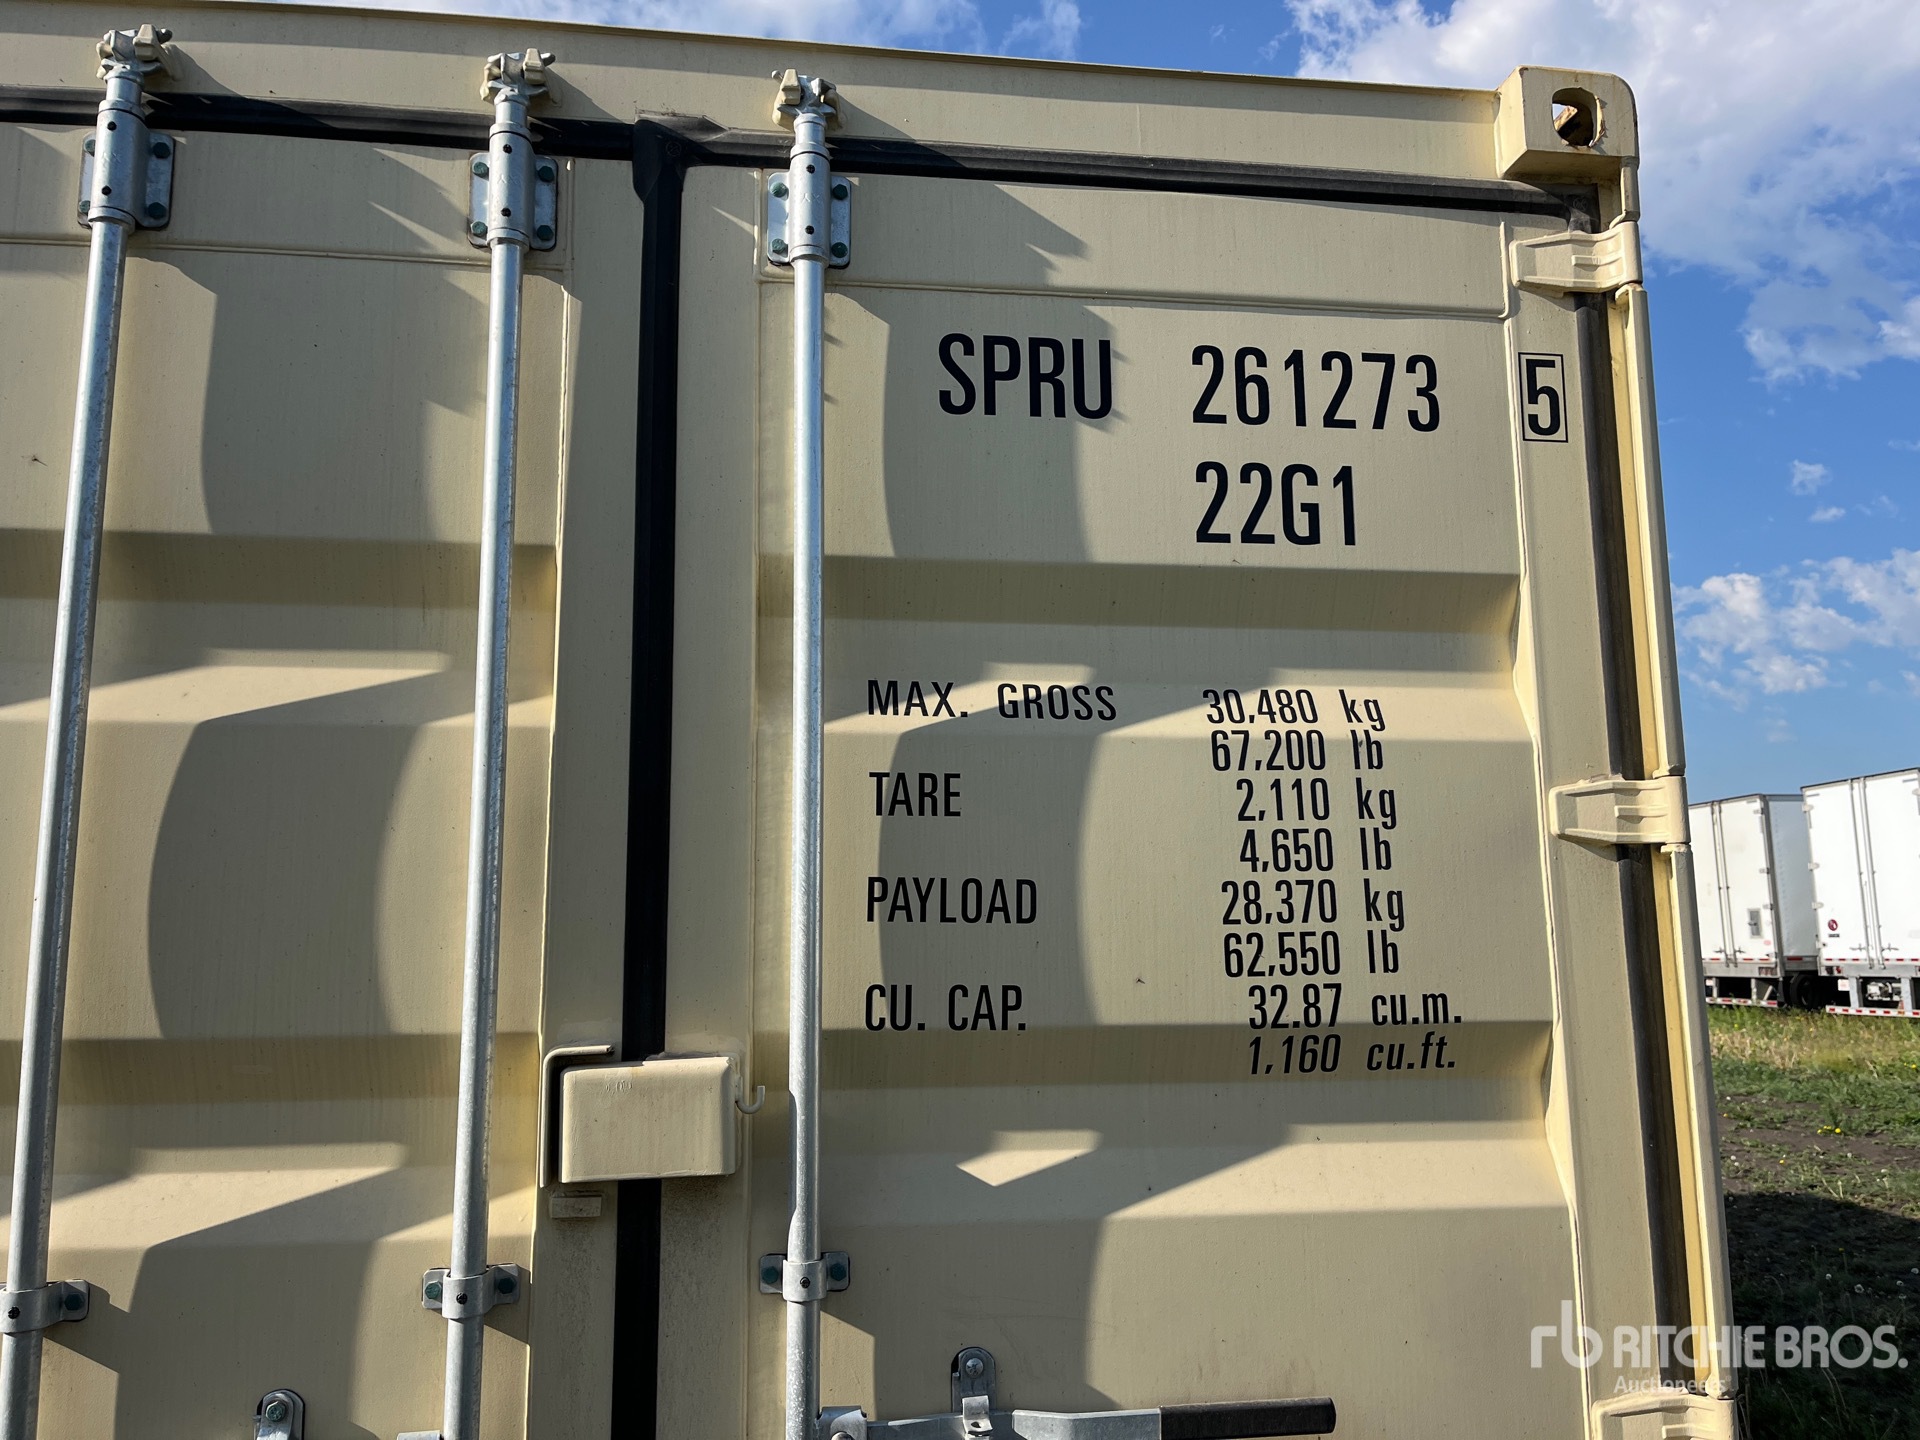 SPRU 261273 5
22G1
MAX. GROSS 30,480 kg
67,200 lb
TARE 2,110 kg
4,650 lb
PAYLOAD 28,370 kg
62,550 lb
CU. CAP. 32.87 cu.m.
1,160 cu.ft.
rb RITCHIE BROS.
Auctioneers